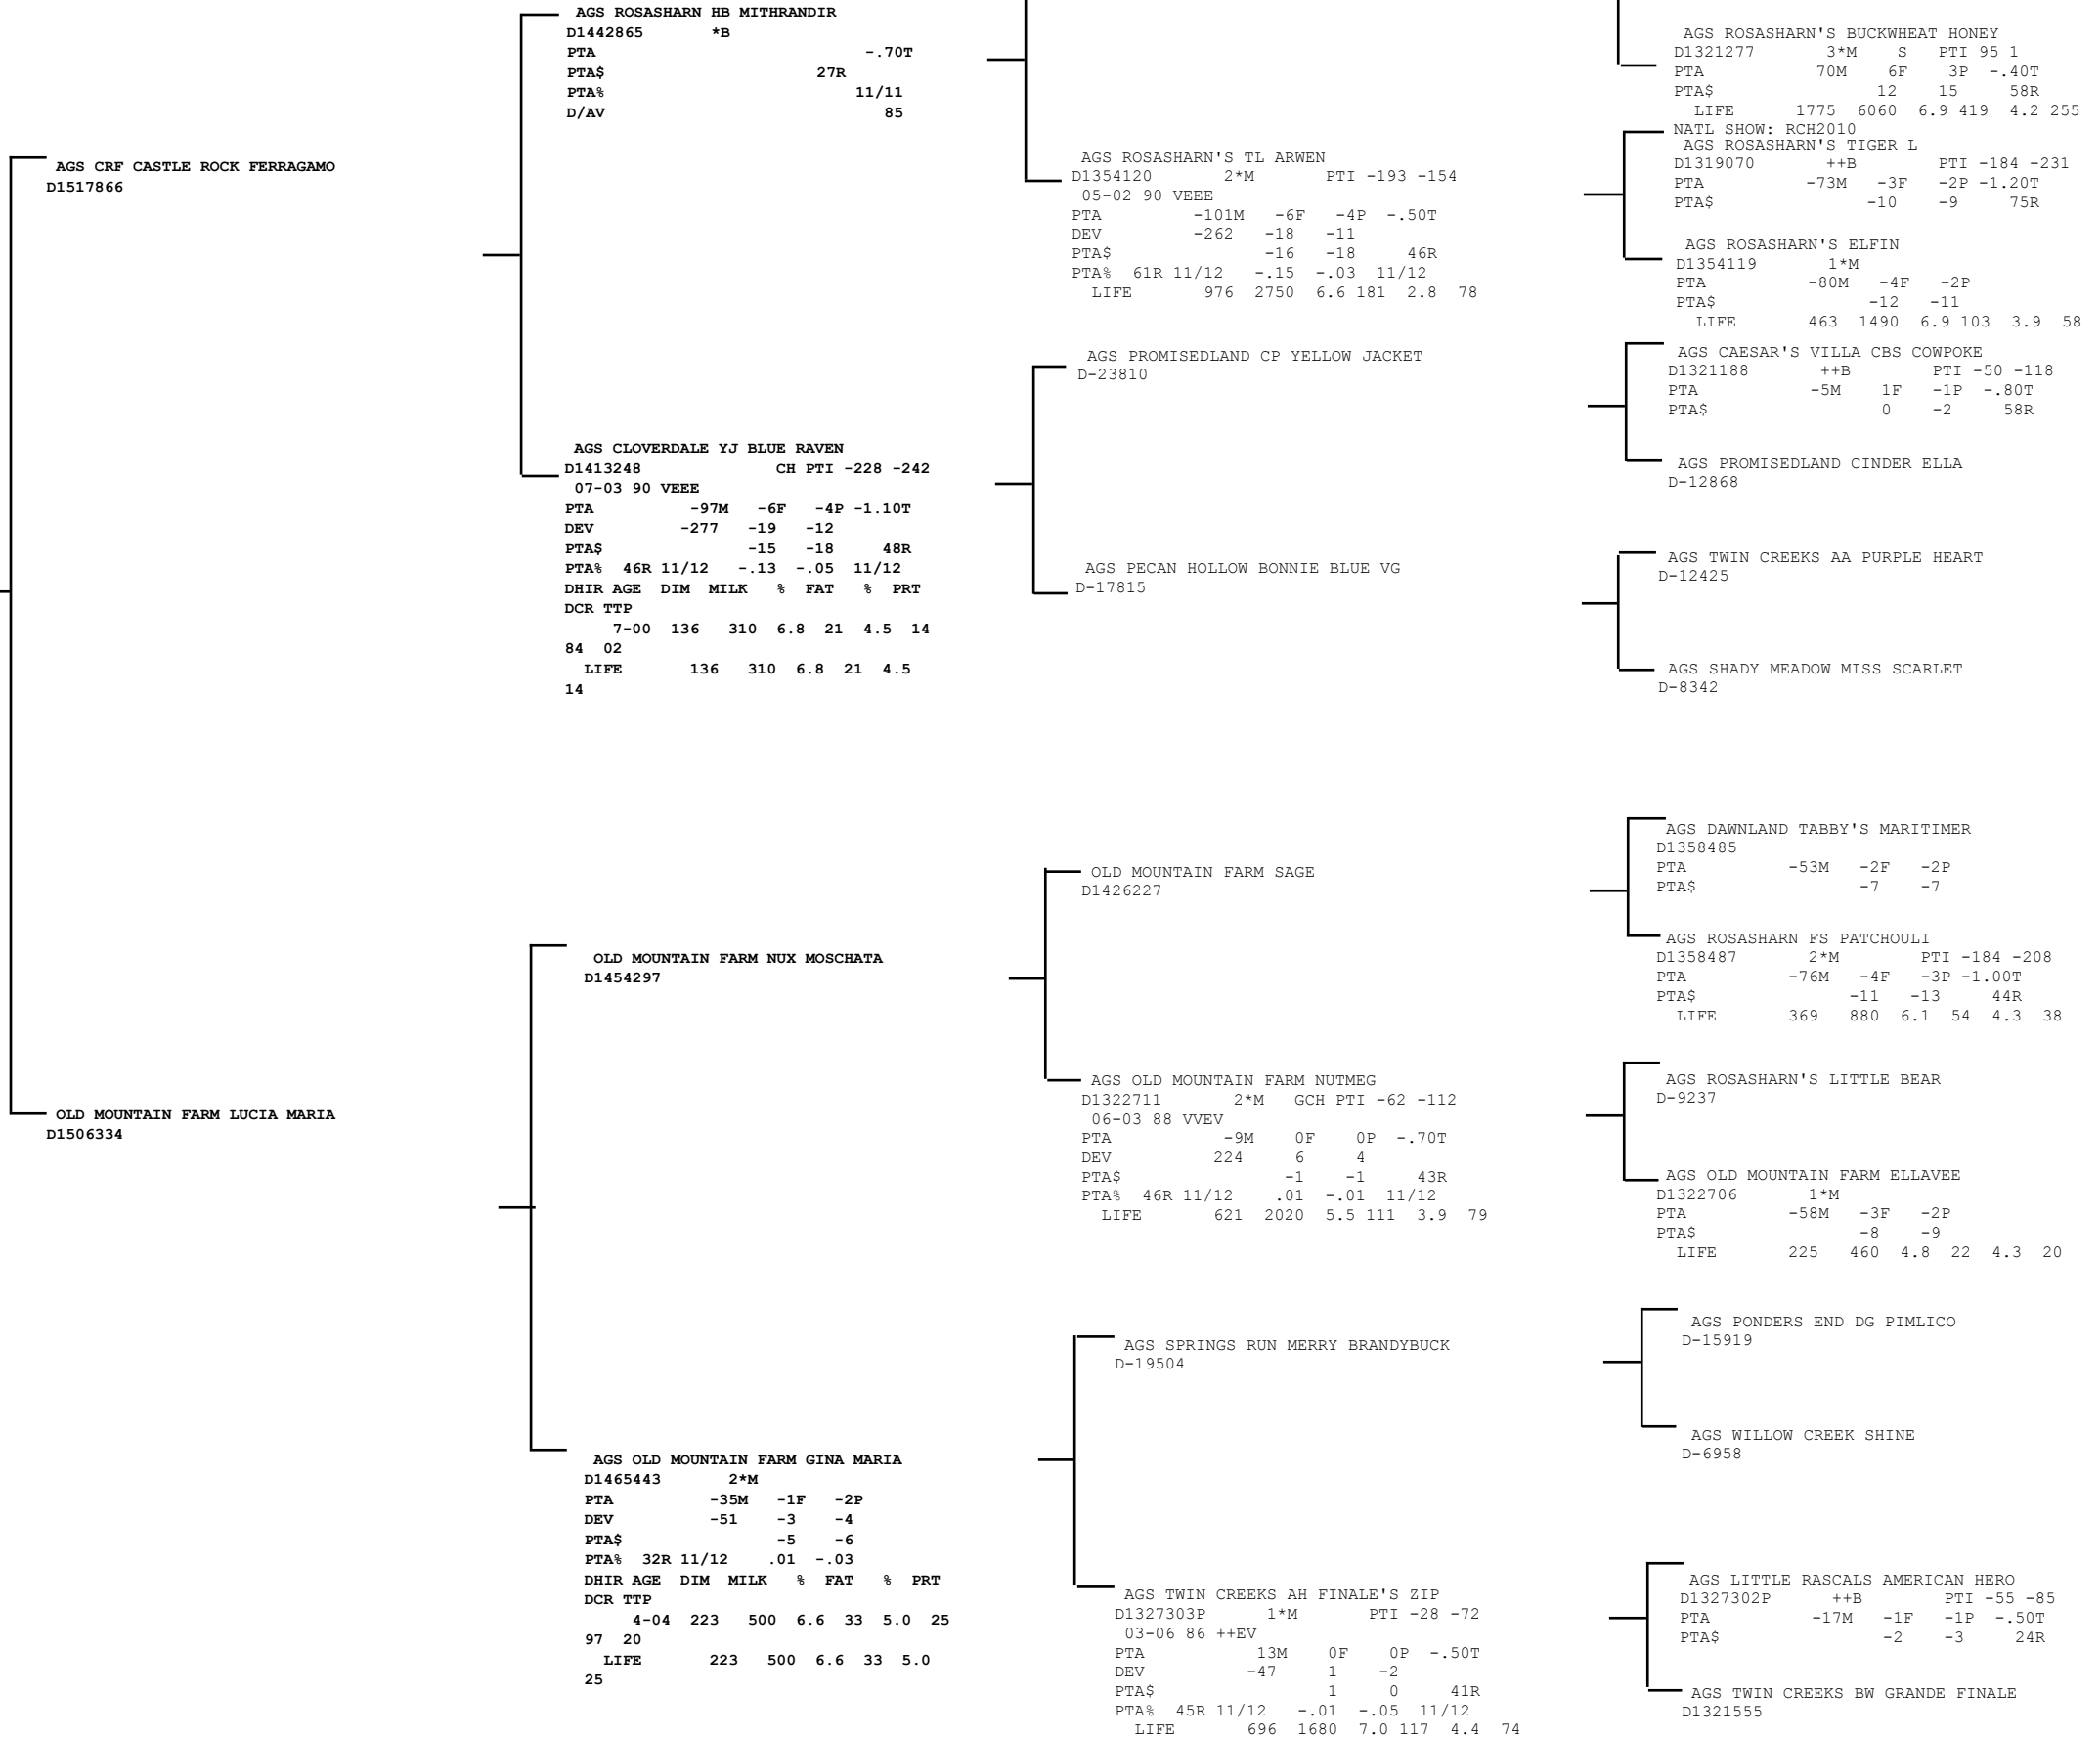 AGS CRF CASTLE ROCK FERRAGAMO
D1517866
OLD MOUNTAIN FARM LUCIA MARIA
D1506334
AGS ROSASHARN HB MITHRANDIR
D1442865 *B
PTA -.70T
PTA$ 27R
PTA% 11/11
D/AV 85
AGS CLOVERDALE YJ BLUE RAVEN
D1413248 CH PTI -228 -242
07-03 90 VEEE
PTA -97M -6F -4P -1.10T
DEV -277 -19 -12
PTA$ -15 -18 48R
PTA% 46R 11/12 -.13 -.05 11/12
DHIR AGE DIM MILK % FAT % PRT
DCR TTP
7-00 136 310 6.8 21 4.5 14
84 02
LIFE 136 310 6.8 21 4.5
14
OLD MOUNTAIN FARM NUX MOSCHATA
D1454297
AGS OLD MOUNTAIN FARM GINA MARIA
D1465443 2*M
PTA -35M -1F -2P
DEV -51 -3 -4
PTA$ -5 -6
PTA% 32R 11/12 .01 -.03
DHIR AGE DIM MILK % FAT % PRT
DCR TTP
4-04 223 500 6.6 33 5.0 25
97 20
LIFE 223 500 6.6 33 5.0
25
AGS ROSASHARN'S TL ARWEN
D1354120 2*M PTI -193 -154
05-02 90 VEEE
PTA -101M -6F -4P -.50T
DEV -262 -18 -11
PTA$ -16 -18 46R
PTA% 61R 11/12 -.15 -.03 11/12
LIFE 976 2750 6.6 181 2.8 78
AGS PROMISEDLAND CP YELLOW JACKET
D-23810
AGS PECAN HOLLOW BONNIE BLUE VG
D-17815
OLD MOUNTAIN FARM SAGE
D1426227
AGS OLD MOUNTAIN FARM NUTMEG
D1322711 2*M GCH PTI -62 -112
06-03 88 VVEV
PTA -9M 0F 0P -.70T
DEV 224 6 4
PTA$ -1 -1 43R
PTA% 46R 11/12 .01 -.01 11/12
LIFE 621 2020 5.5 111 3.9 79
AGS SPRINGS RUN MERRY BRANDYBUCK
D-19504
AGS TWIN CREEKS AH FINALE'S ZIP
D1327303P 1*M PTI -28 -72
03-06 86 ++EV
PTA 13M 0F 0P -.50T
DEV -47 1 -2
PTA$ 1 0 41R
PTA% 45R 11/12 -.01 -.05 11/12
LIFE 696 1680 7.0 117 4.4 74
AGS ROSASHARN'S BUCKWHEAT HONEY
D1321277 3*M S PTI 95 1
PTA 70M 6F 3P -.40T
PTA$ 12 15 58R
LIFE 1775 6060 6.9 419 4.2 255
NATL SHOW: RCH2010
AGS ROSASHARN'S TIGER L
D1319070 ++B PTI -184 -231
PTA -73M -3F -2P -1.20T
PTA$ -10 -9 75R
AGS ROSASHARN'S ELFIN
D1354119 1*M
PTA -80M -4F -2P
PTA$ -12 -11
LIFE 463 1490 6.9 103 3.9 58
AGS CAESAR'S VILLA CBS COWPOKE
D1321188 ++B PTI -50 -118
PTA -5M 1F -1P -.80T
PTA$ 0 -2 58R
AGS PROMISEDLAND CINDER ELLA
D-12868
AGS TWIN CREEKS AA PURPLE HEART
D-12425
AGS SHADY MEADOW MISS SCARLET
D-8342
AGS DAWNLAND TABBY'S MARITIMER
D1358485
PTA -53M -2F -2P
PTA$ -7 -7
AGS ROSASHARN FS PATCHOULI
D1358487 2*M PTI -184 -208
PTA -76M -4F -3P -1.00T
PTA$ -11 -13 44R
LIFE 369 880 6.1 54 4.3 38
AGS ROSASHARN'S LITTLE BEAR
D-9237
AGS OLD MOUNTAIN FARM ELLAVEE
D1322706 1*M
PTA -58M -3F -2P
PTA$ -8 -9
LIFE 225 460 4.8 22 4.3 20
AGS PONDERS END DG PIMLICO
D-15919
AGS WILLOW CREEK SHINE
D-6958
AGS LITTLE RASCALS AMERICAN HERO
D1327302P ++B PTI -55 -85
PTA -17M -1F -1P -.50T
PTA$ -2 -3 24R
AGS TWIN CREEKS BW GRANDE FINALE
D1321555